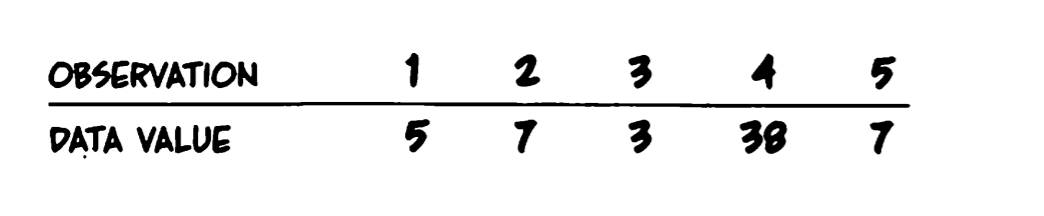 OBSERVATION 1 2 3 4 5
DATA VALUE 5 7 3 38 7